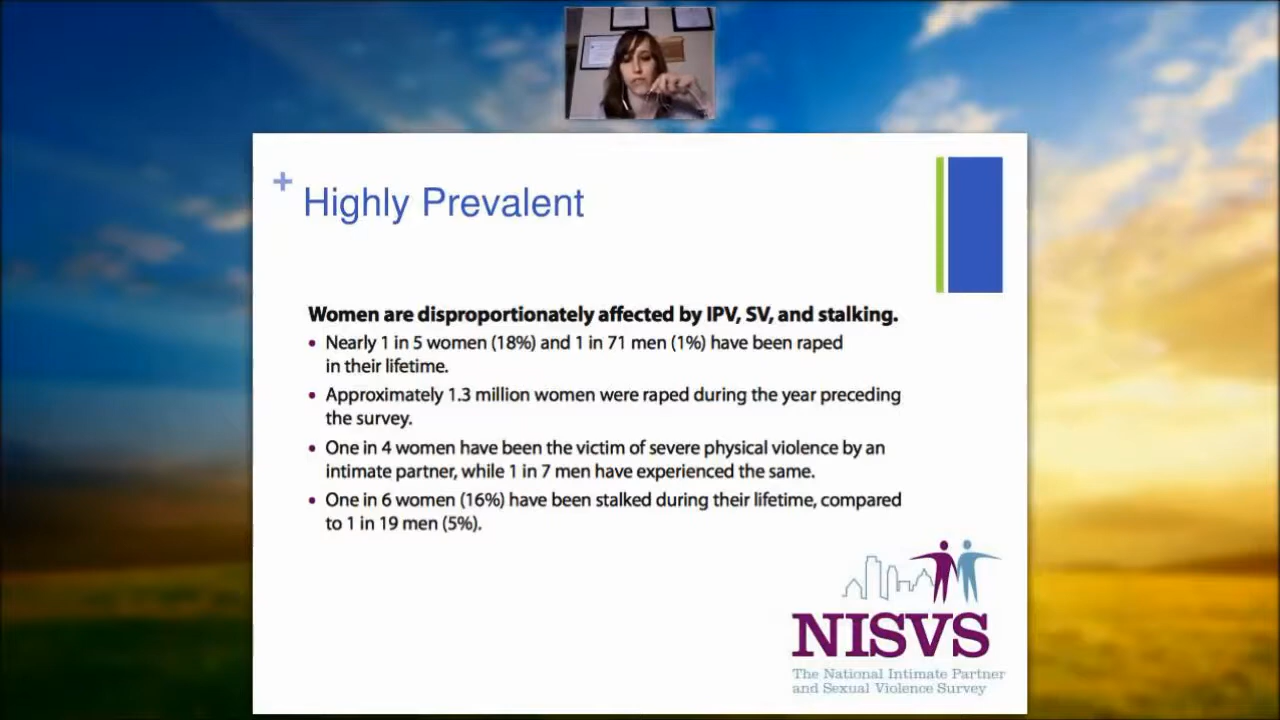 +
Highly Prevalent
Women are disproportionately affected by IPV, SV, and stalking.
• Nearly 1 in 5 women (18%) and 1 in 71 men (1%) have been raped
in their lifetime.
• Approximately 1.3 million women were raped during the year preceding
the survey.
• One in 4 women have been the victim of severe physical violence by an
intimate partner, while 1 in 7 men have experienced the same.
• One in 6 women (16%) have been stalked during their lifetime, compared
to 1 in 19 men (5%).
NISVS
The National Intimate Partner
and Sexual Violence Survey